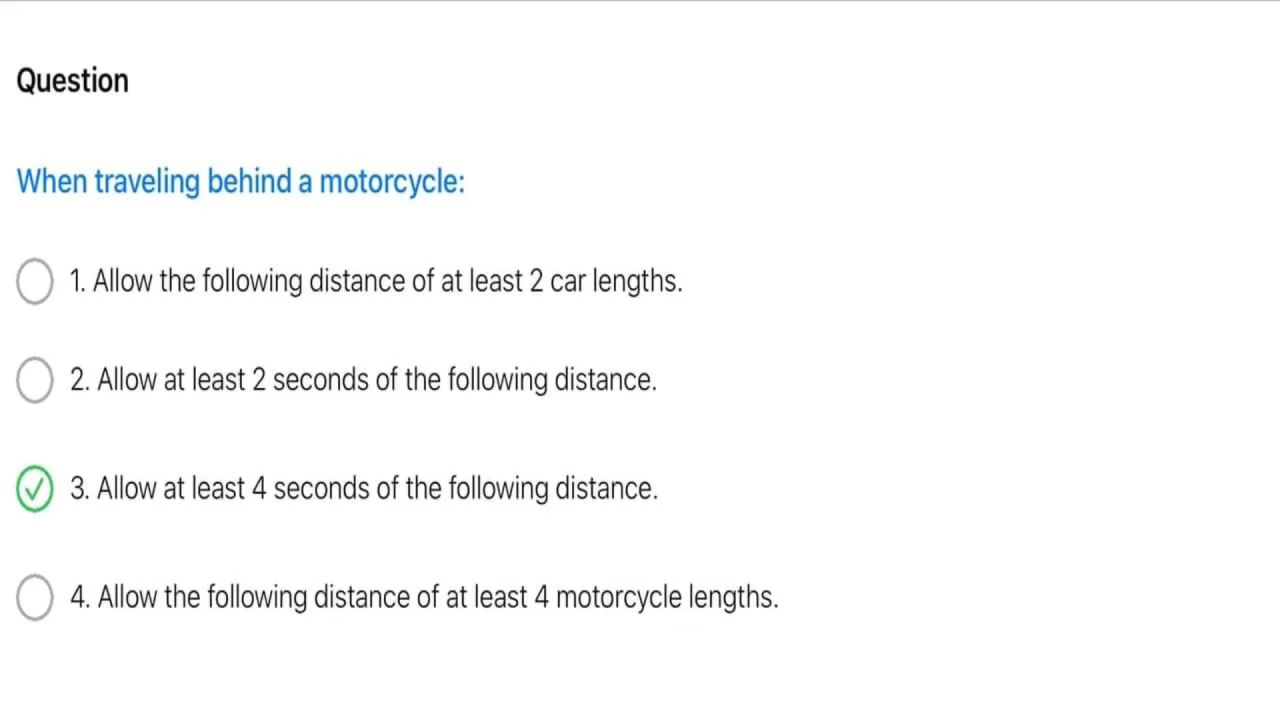 Question
When traveling behind a motorcycle:
1. Allow the following distance of at least 2 car lengths.
2. Allow at least 2 seconds of the following distance.
3. Allow at least 4 seconds of the following distance.
4. Allow the following distance of at least 4 motorcycle lengths.